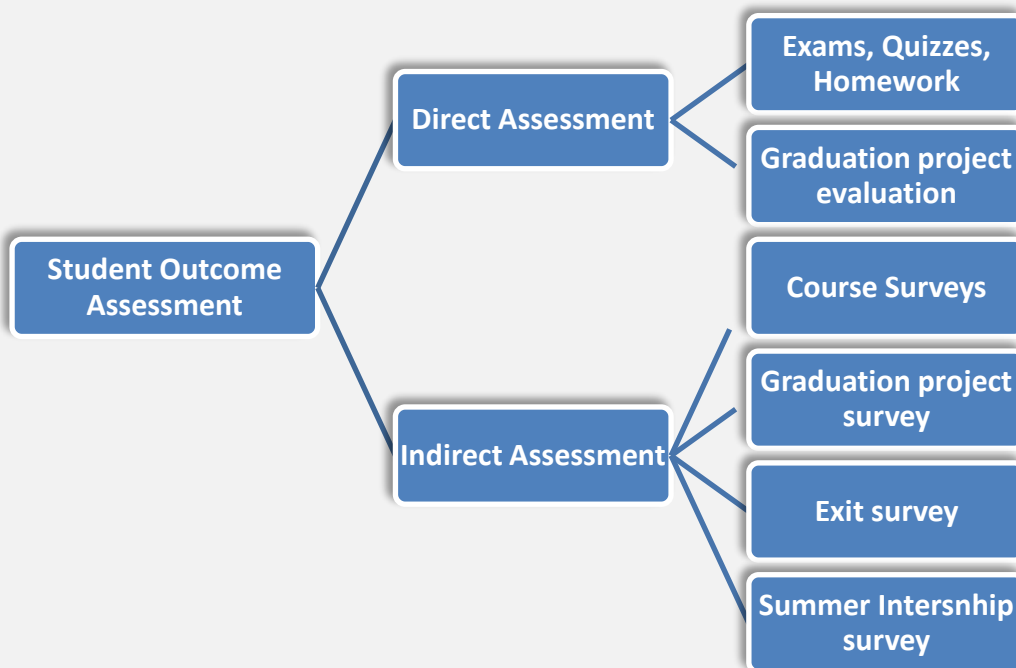 Exams, Quizzes,
Homework
Direct Assessment
Graduation project
evaluation
Student Outcome
Assessment
Course Surveys
Graduation project
survey
Indirect Assessment
Exit survey
Summer Intersnhip
survey